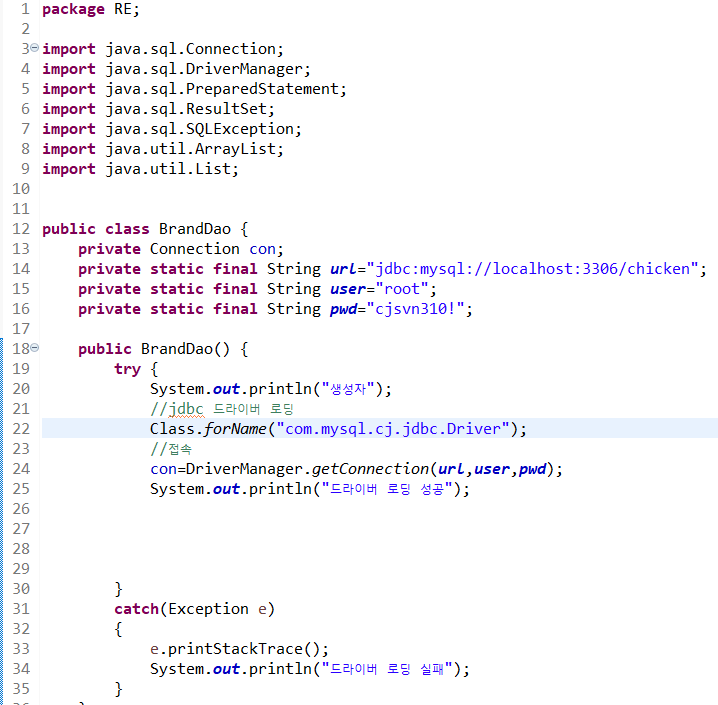 1 package RE;
2
3 import java.sql.Connection;
4 import java.sql.DriverManager;
5 import java.sql.PreparedStatement;
6 import java.sql.ResultSet;
7 import java.sql.SQLException;
8 import java.util.ArrayList;
9 import java.util.List;
10
11
12 public class BrandDao {
13     private Connection con;
14     private static final String url="jdbc:mysql://localhost:3306/chicken";
15     private static final String user="root";
16     private static final String pwd="cjsvn310!";
17
18     public BrandDao() {
19         try {
20             System.out.println("생성자");
21             //jdbc 드라이버 로딩
22             Class.forName("com.mysql.cj.jdbc.Driver");
23             //접속
24             con=DriverManager.getConnection(url,user,pwd);
25             System.out.println("드라이버 로딩 성공");
26
27
28
29
30         }
31         catch(Exception e)
32         {
33             e.printStackTrace();
34             System.out.println("드라이버 로딩 실패");
35         }